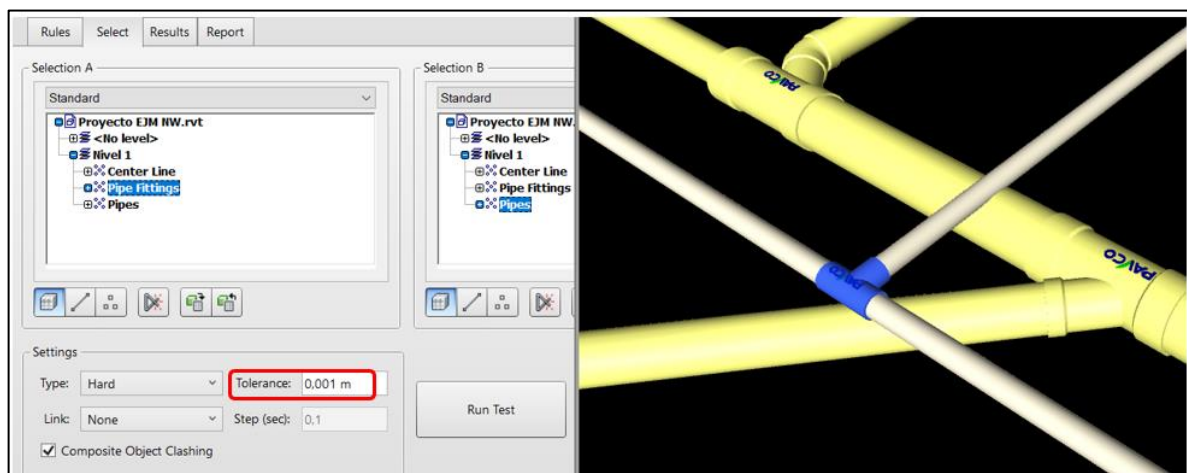 Rules Select Results Report
Selection A
Standard
Proyecto EJM NW.rvt
<No level>
Nivel 1
Center Line
Pipe Fittings
Pipes
Selection B
Standard
Proyecto EJM NW.
<No level>
Nivel 1
Center Line
Pipe Fittings
Pipes
Settings
Type: Hard Tolerance: 0,001 m
Link: None Step (sec): 0,1
Composite Object Clashing
Run Test
PAVCO
PAVCO
PAVCO